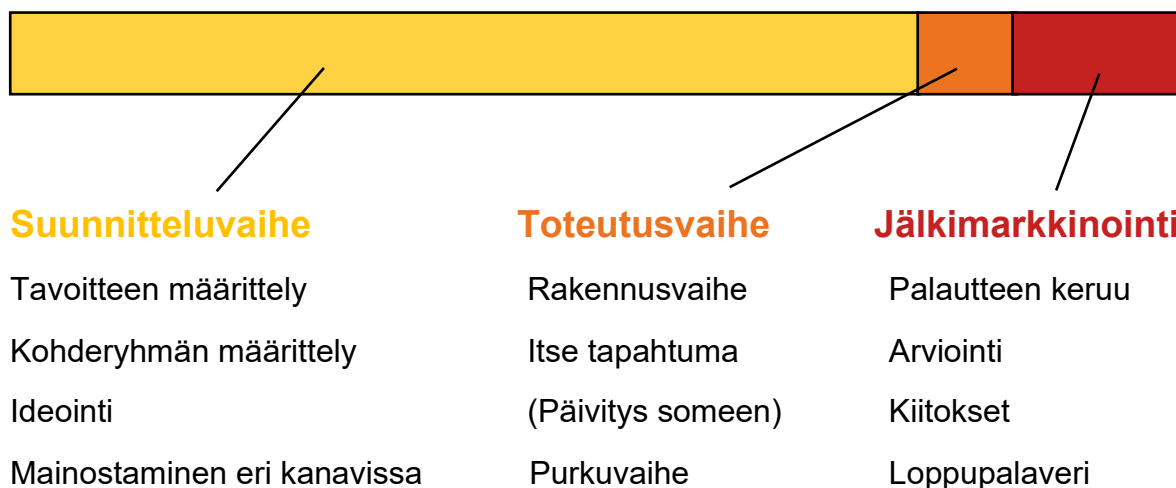 Suunnitteluvaihe
Tavoitteen määrittely
Kohderyhmän määrittely
Ideointi
Mainostaminen eri kanavissa
Toteutusvaihe
Rakennusvaihe
Itse tapahtuma
(Päivitys someen)
Purkuvaihe
Jälkimarkkinointi
Palautteen keruu
Arviointi
Kiitokset
Loppupalaveri